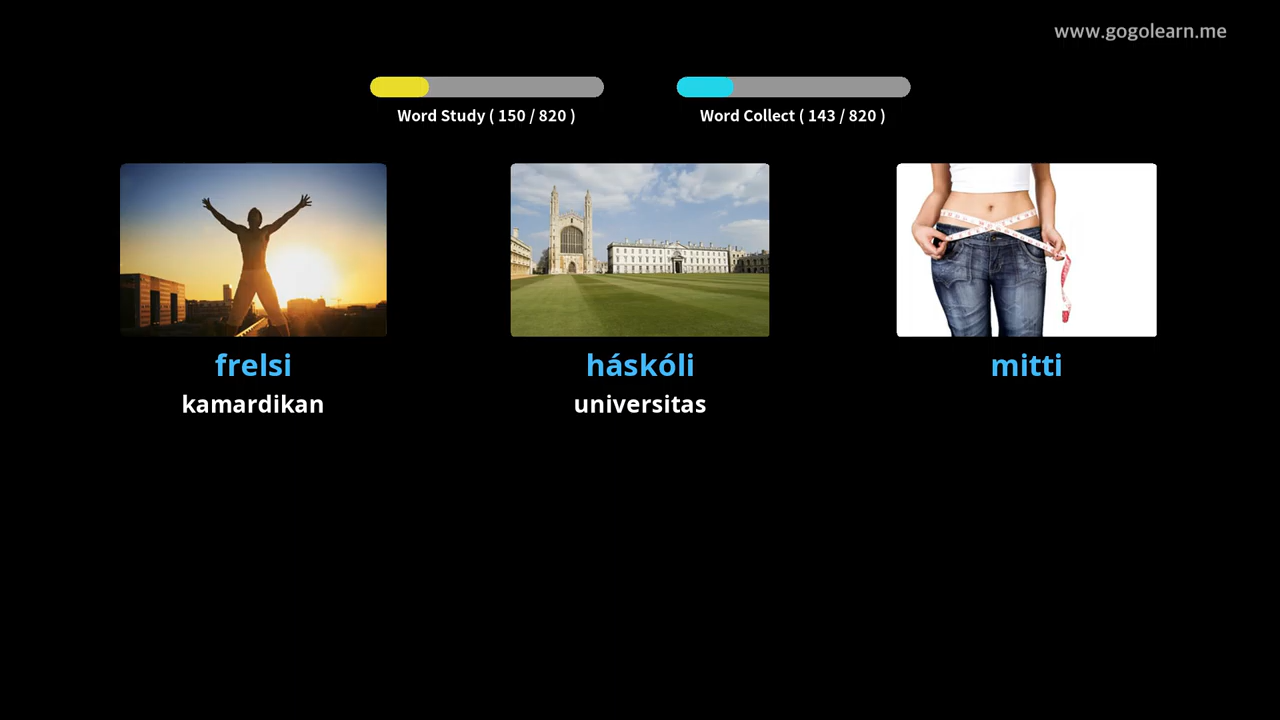 www.gogolearn.me
Word Study ( 150 / 820 )
Word Collect ( 143 / 820 )
frelsi
háskóli
mitti
kamardikan
universitas